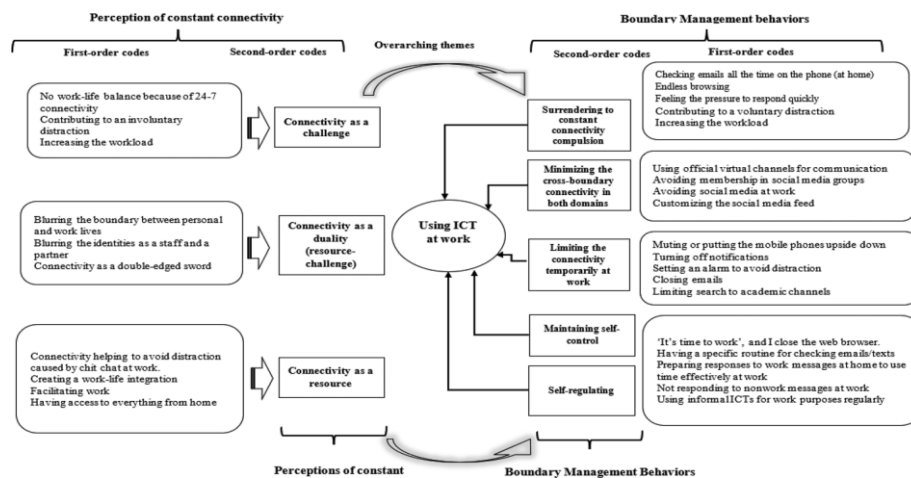 Perception of constant connectivity
First-order codes
Second-order codes
Overarching themes
Boundary Management behaviors
Second-order codes
First-order codes
No work-life balance because of 24-7
connectivity
Contributing to an involuntary
distraction
Increasing the workload
Connectivity as a
challenge
Blurring the boundary between personal
and work lives
Blurring the identities as a staff and a
partner
Connectivity as a double-edged sword
Connectivity as a
duality
(resource-
challenge)
Connectivity helping to avoid distraction
caused by chit chat at work.
Creating a work-life integration
Facilitating work
Having access to everything from home
Connectivity as a
resource
Using ICT
at work
Surrendering to
constant
connectivity
compulsion
Checking emails all the time on the phone (at home)
Endless browsing
Feeling the pressure to respond quickly
Contributing to a voluntary distraction
Increasing the workload
Minimizing the
cross-boundary
connectivity in
both domains
Using official virtual channels for communication
Avoiding membership in social media groups
Avoiding social media at work
Customizing the social media feed
Limiting the
connectivity
temporarily at
work
Muting or putting the mobile phones upside down
Turning off notifications
Setting an alarm to avoid distraction
Closing emails
Limiting search to academic channels
Maintaining self-
control
Self-regulating
'It's time to work', and I close the web browser.
Having a specific routine for checking emails/texts
Preparing responses to work messages at home to use
time effectively at work
Not responding to nonwork messages at work
Using informal ICTs for work purposes regularly
Perceptions of constant
Boundary Management Behaviors